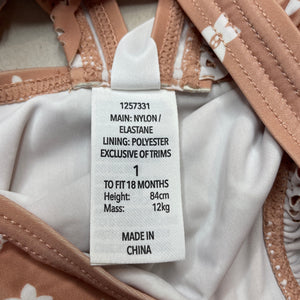 1257331
MAIN: NYLON /
ELASTANE
LINING: POLYESTER
EXCLUSIVE OF TRIMS
1
TO FIT 18 MONTHS
Height: 84cm
Mass: 12kg
MADE IN
CHINA